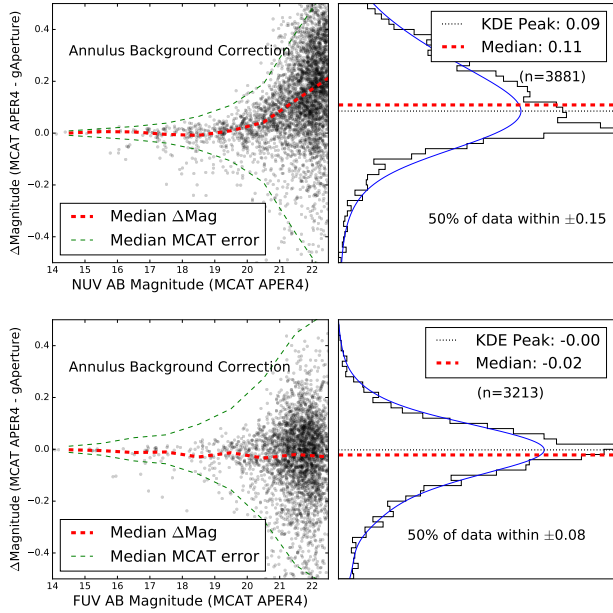 Annulus Background Correction
ΔMagnitude (MCAT APER4 - gAperture)
0.4
0.2
0.0
−0.2
−0.4
Median ΔMag
Median MCAT error
14 15 16 17 18 19 20 21 22
NUV AB Magnitude (MCAT APER4)
KDE Peak: 0.09
Median: 0.11
(n=3881)
50% of data within ±0.15
Annulus Background Correction
ΔMagnitude (MCAT APER4 - gAperture)
0.4
0.2
0.0
−0.2
−0.4
Median ΔMag
Median MCAT error
14 15 16 17 18 19 20 21 22
FUV AB Magnitude (MCAT APER4)
KDE Peak: -0.00
Median: -0.02
(n=3213)
50% of data within ±0.08